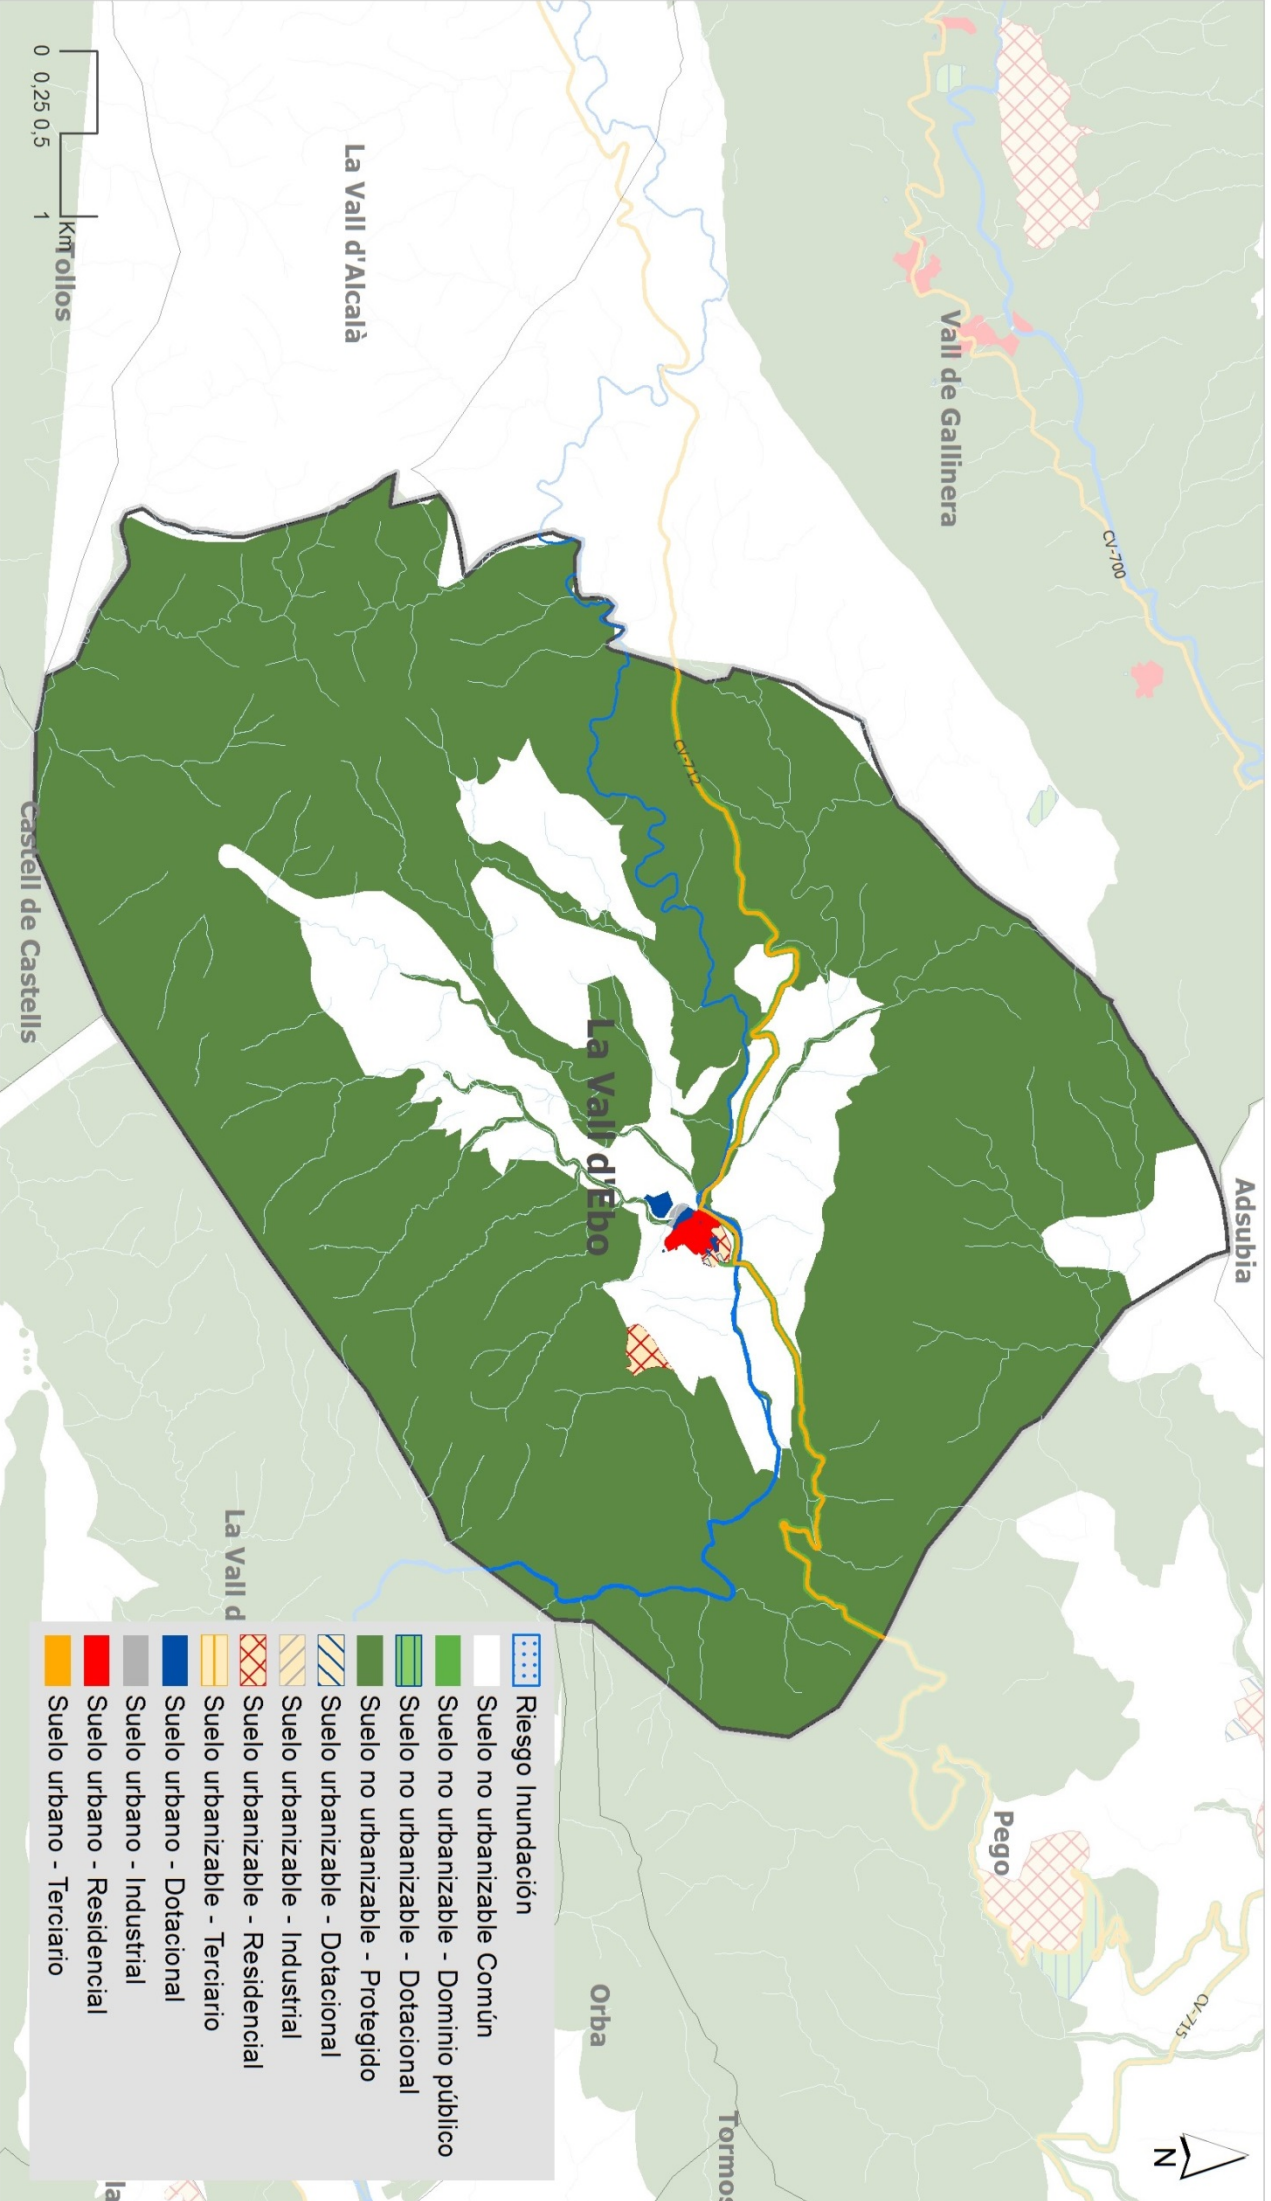 Adsubia
Vall de Gallinera
CV-700
CV-715
Pego
N
CV-712
La Vall d'Ebo
Tormos
Orba
La Vall d'Alcalà
La Vall d
Tollos
Castell de Castells
0 0,25 0,5 1
Km
Riesgo Inundación
Suelo no urbanizable Común
Suelo no urbanizable - Dominio público
Suelo no urbanizable - Dotacional
Suelo no urbanizable - Protegido
Suelo urbanizable - Dotacional
Suelo urbanizable - Industrial
Suelo urbanizable - Residencial
Suelo urbanizable - Terciario
Suelo urbano - Dotacional
Suelo urbano - Industrial
Suelo urbano - Residencial
Suelo urbano - Terciario